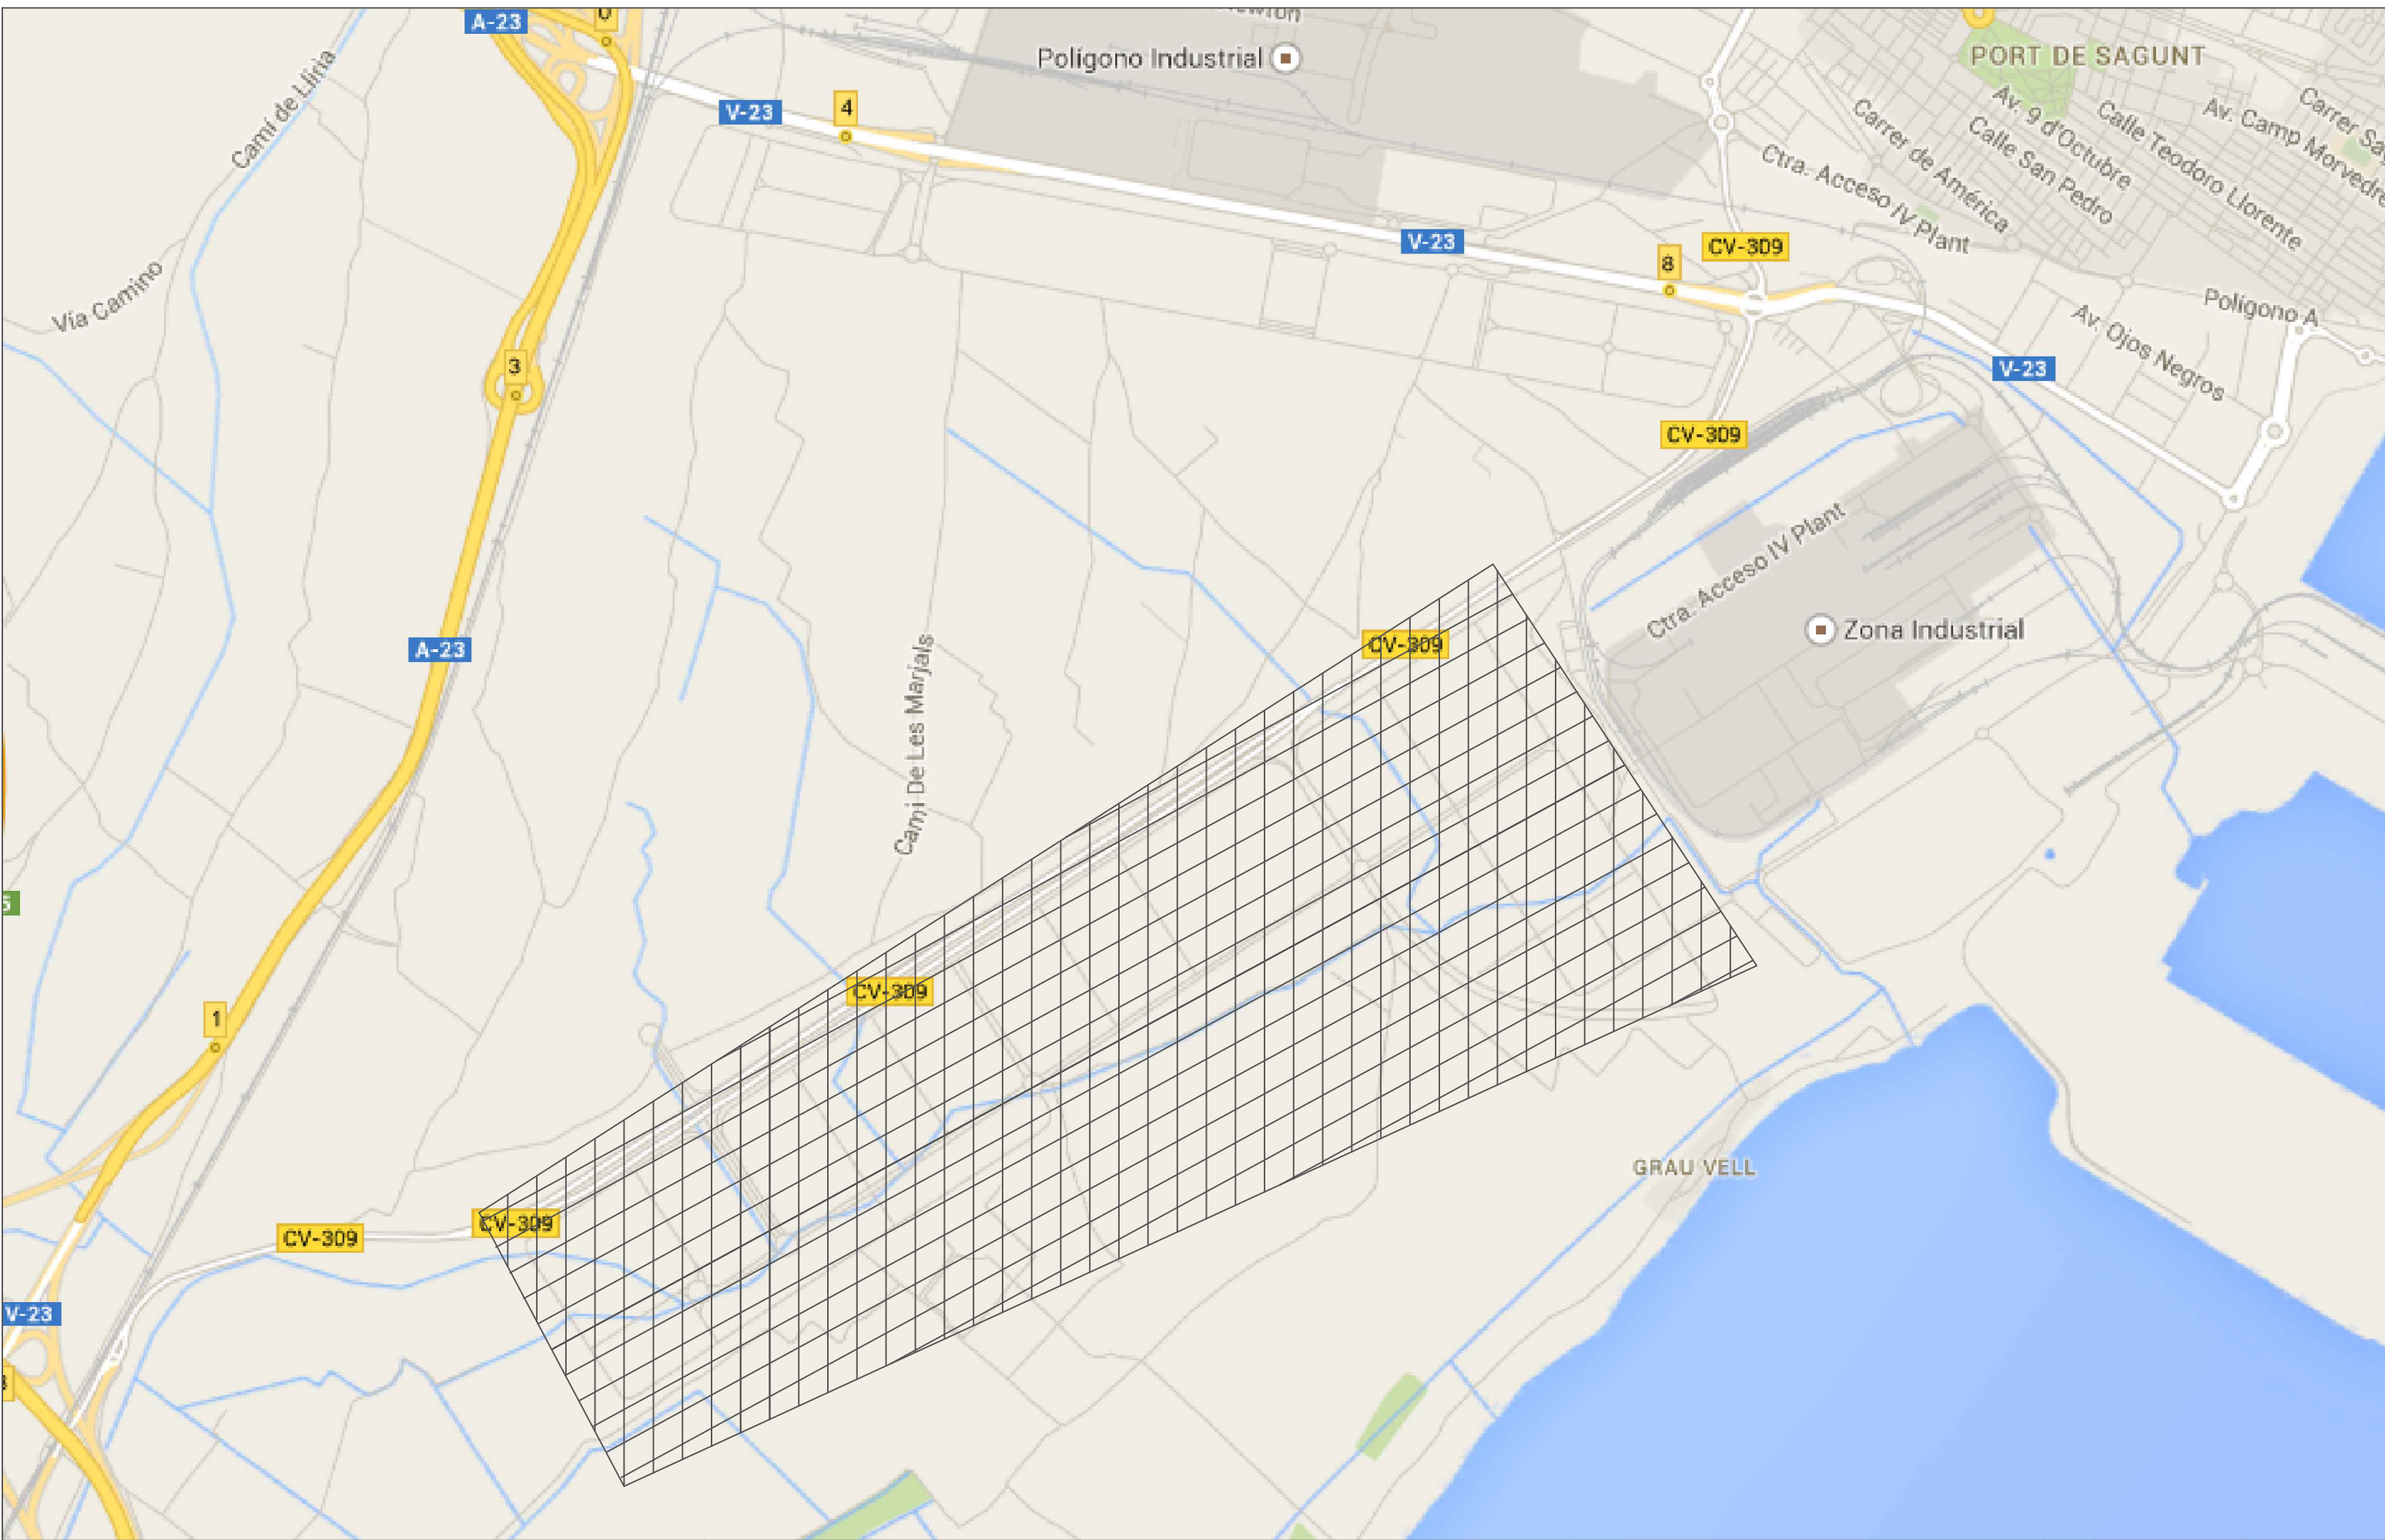 A-23
0
Polígono Industrial
PORT DE SAGUNT
Camí de Llíria
V-23
4
Av. 9 d'Octubre
Calle San Pedro
Calle Teodoro Llorente
Av. Camp Morvedre
Carrer de América
Ctra. Acceso IV Plant
V-23
CV-309
8
Vía Camino
Polígono A
Av. Ojos Negros
V-23
3
CV-309
Ctra. Acceso IV Plant
Zona Industrial
A-23
CV-309
Camí De Les Marjals
5
CV-309
1
GRAU VELL
CV-309
CV-309
V-23